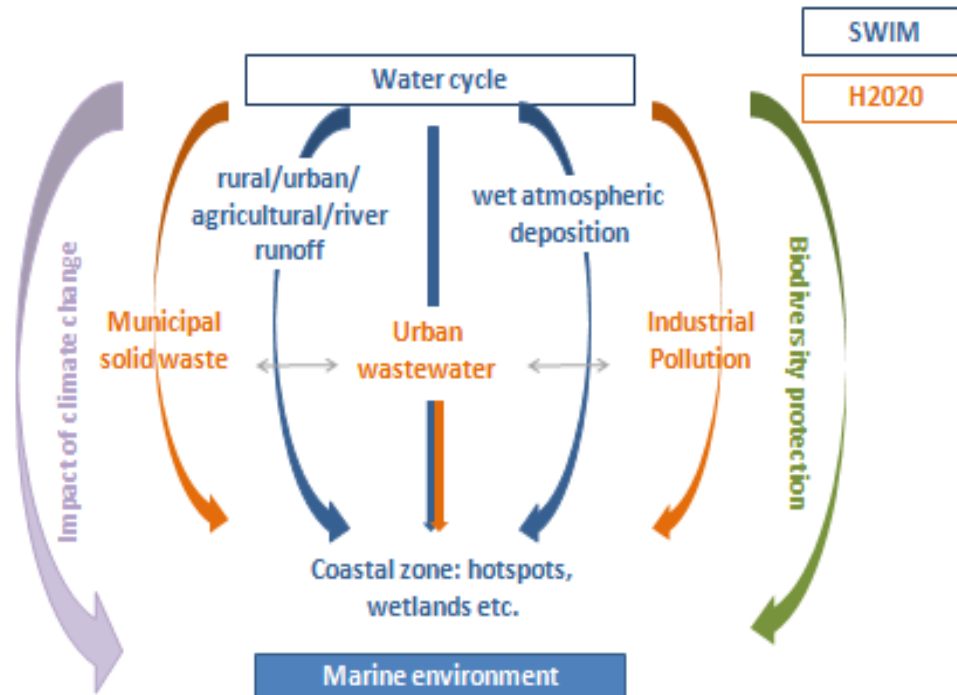 SWIM
Water cycle
H2020
rural/urban/
agricultural/river
runoff
wet atmospheric
deposition
Impact of climate change
Biodiversity protection
Municipal
solid waste
Urban
wastewater
Industrial
Pollution
Coastal zone: hotspots,
wetlands etc.
Marine environment